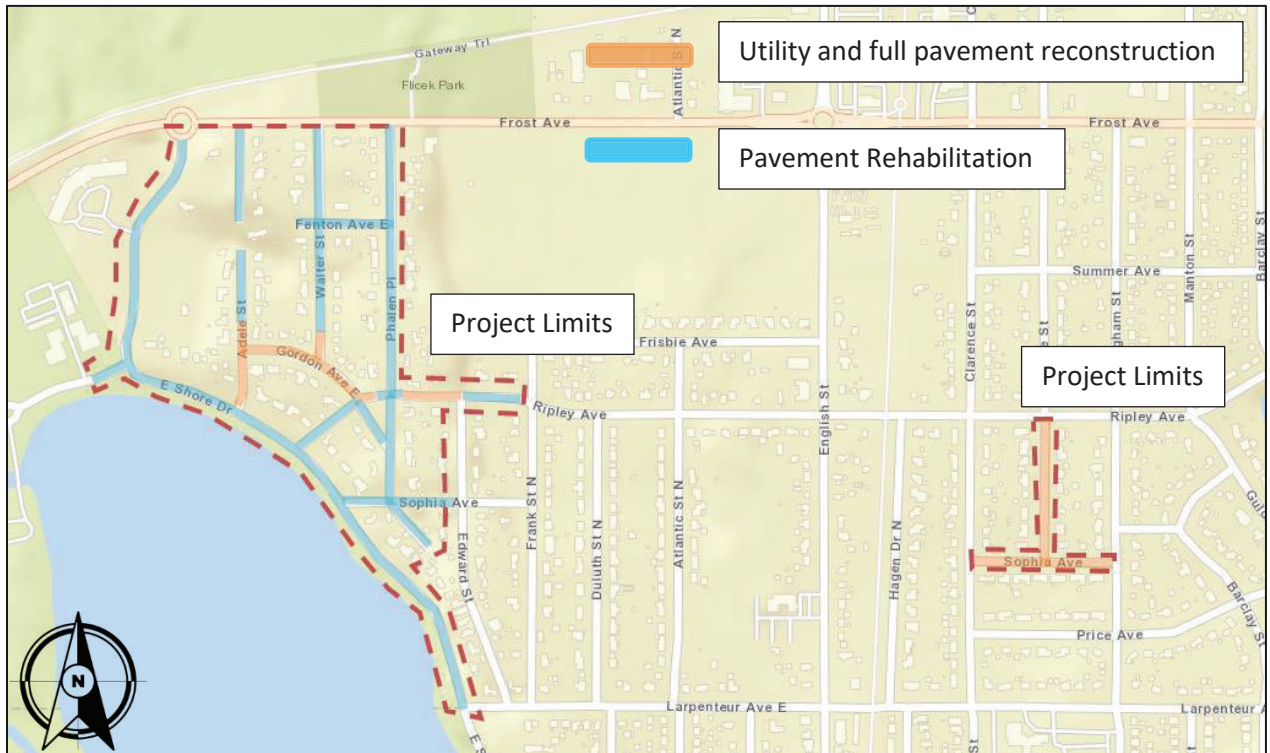 Gateway Trl
Flicek Park
Atlantic St N
Utility and full pavement reconstruction
Frost Ave
Frost Ave
Pavement Rehabilitation
Fenton Ave E
Walter St
Phalen Pl
Adele St
Gordon Ave E
E Shore Dr
Project Limits
Frisbie Ave
Summer Ave
Manton St
Barclay St
Clarence St
Project Limits
Ripley Ave
Ripley Ave
English St
Sophia Ave
Edward St
Frank St N
Duluth St N
Atlantic St N
Hagen Dr N
Sophia Ave
Price Ave
Barclay St
Larpenteur Ave E
Larpenteur
N